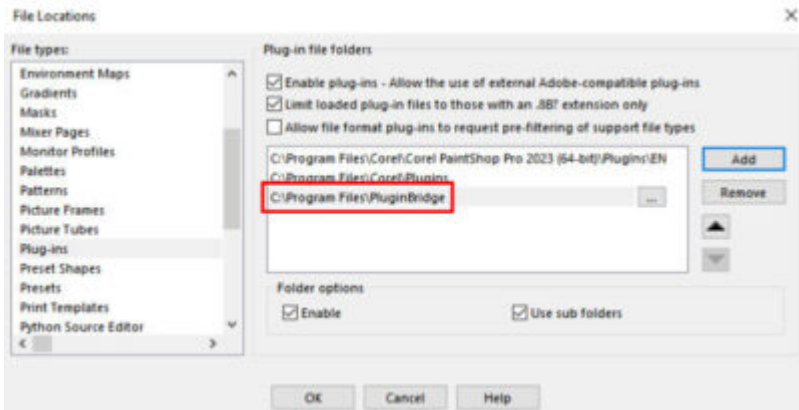 File Locations
File types:
Environment Maps
Gradients
Masks
Mixer Pages
Monitor Profiles
Palettes
Patterns
Picture Frames
Picture Tubes
Plug-ins
Preset Shapes
Presets
Print Templates
Python Source Editor
Plug-in file folders
Enable plug-ins - Allow the use of external Adobe-compatible plug-ins
Limit loaded plug-in files to those with an .8B? extension only
Allow file format plug-ins to request pre-filtering of support file types
C:\Program Files\Corel\Corel PaintShop Pro 2023 (64-bit)\Plugins\EN
C:\Program Files\Corel\Plugins
C:\Program Files\PluginBridge
...
Add
Remove
Folder options
Enable
Use sub folders
OK
Cancel
Help